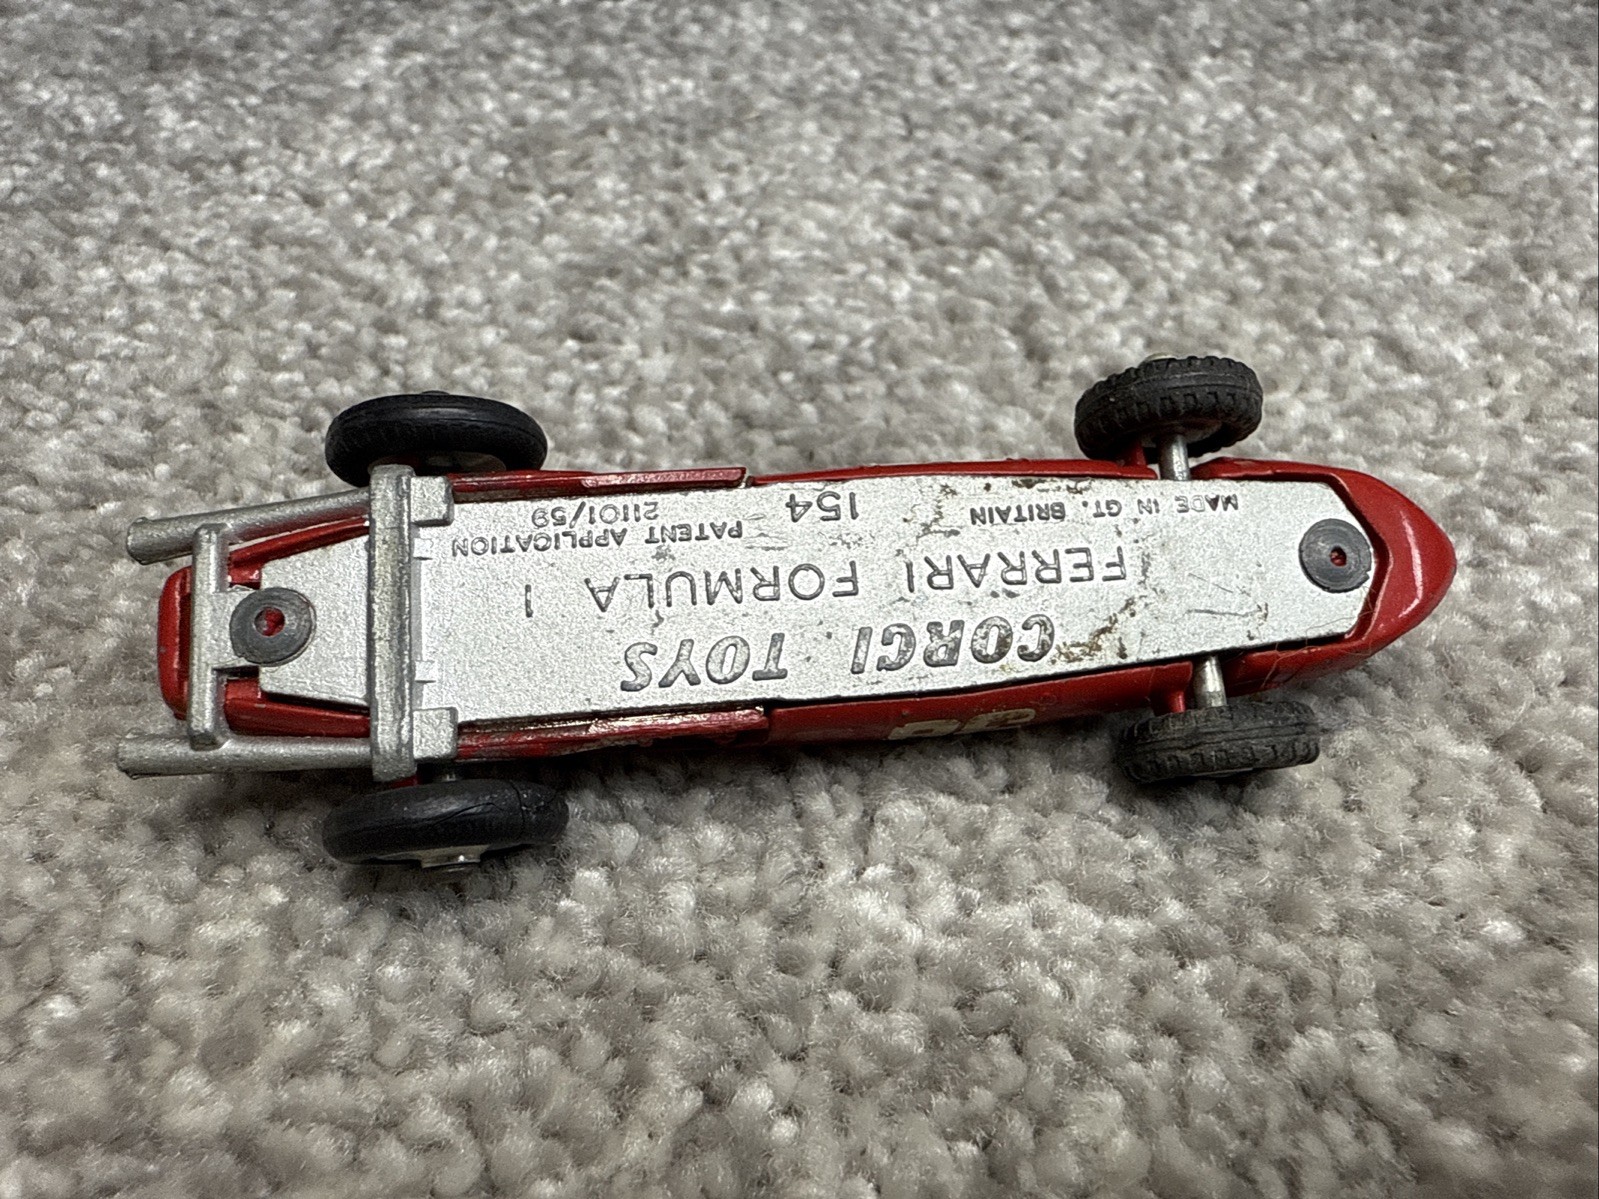 CORGI TOYS
FERRARI FORMULA 1
MADE IN GT. BRITAIN
154
PATENT APPLICATION
21101/59